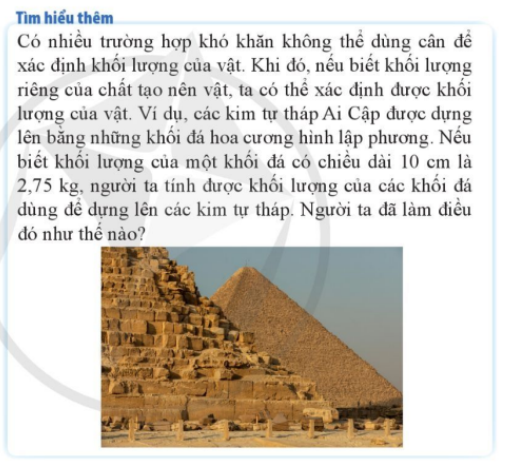 Tìm hiểu thêm
Có nhiều trường hợp khó khăn không thể dùng cân để
xác định khối lượng của vật. Khi đó, nếu biết khối lượng
riêng của chất tạo nên vật, ta có thể xác định được khối
lượng của vật. Ví dụ, các kim tự tháp Ai Cập được dựng
lên bằng những khối đá hoa cương hình lập phương. Nếu
biết khối lượng của một khối đá có chiều dài 10 cm là
2,75 kg, người ta tính được khối lượng của các khối đá
dùng để dựng lên các kim tự tháp. Người ta đã làm điều
đó như thế nào?